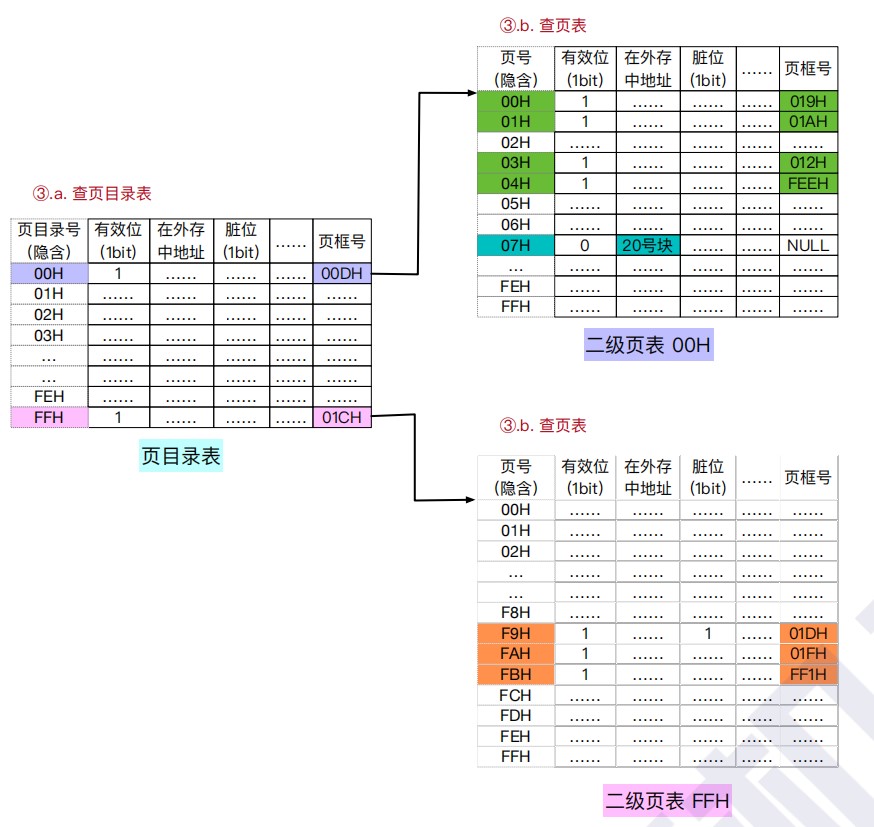 ③.a. 查页目录表
页目录号（隐含） 有效位(1bit) 在外存中地址 脏位(1bit) …… 页框号
00H 1 …… …… …… 00DH
01H …… …… …… …… ……
02H …… …… …… …… ……
03H …… …… …… …… ……
... …… …… …… …… ……
... …… …… …… …… ……
FEH …… …… …… …… ……
FFH 1 …… …… …… 01CH
页目录表
③.b. 查页表
页号（隐含） 有效位(1bit) 在外存中地址 脏位(1bit) …… 页框号
00H 1 …… …… …… 019H
01H 1 …… …… …… 01AH
02H …… …… …… …… ……
03H 1 …… …… …… 012H
04H 1 …… …… …… FEEH
05H …… …… …… …… ……
06H …… …… …… …… ……
07H 0 20号块 …… …… NULL
... …… …… …… …… ……
FEH …… …… …… …… ……
FFH …… …… …… …… ……
二级页表 00H
③.b. 查页表
页号（隐含） 有效位(1bit) 在外存中地址 脏位(1bit) …… 页框号
00H …… …… …… …… ……
01H …… …… …… …… ……
02H …… …… …… …… ……
... …… …… …… …… ……
... …… …… …… …… ……
F8H …… …… …… …… ……
F9H 1 …… 1 …… 01DH
FAH 1 …… …… …… 01FH
FBH 1 …… …… …… FF1H
FCH …… …… …… …… ……
FDH …… …… …… …… ……
FEH …… …… …… …… ……
FFH …… …… …… …… ……
二级页表 FFH